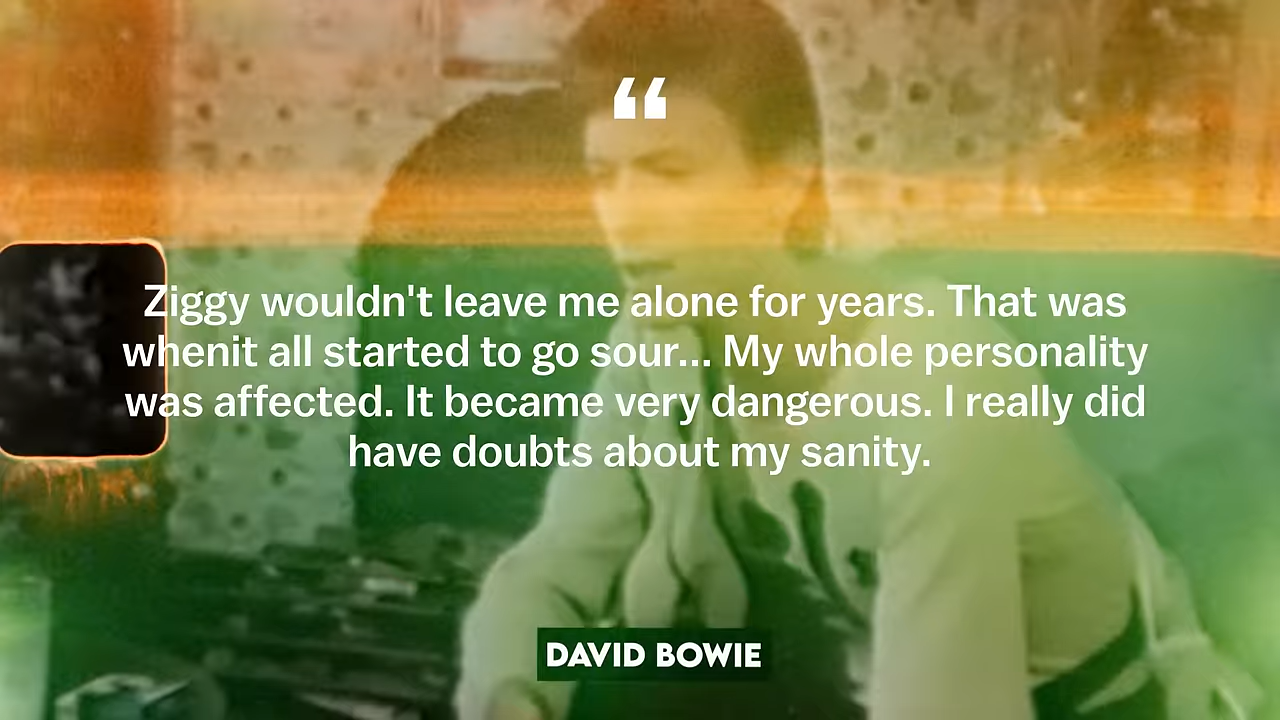 “
Ziggy wouldn't leave me alone for years. That was
whenit all started to go sour... My whole personality
was affected. It became very dangerous. I really did
have doubts about my sanity.
DAVID BOWIE